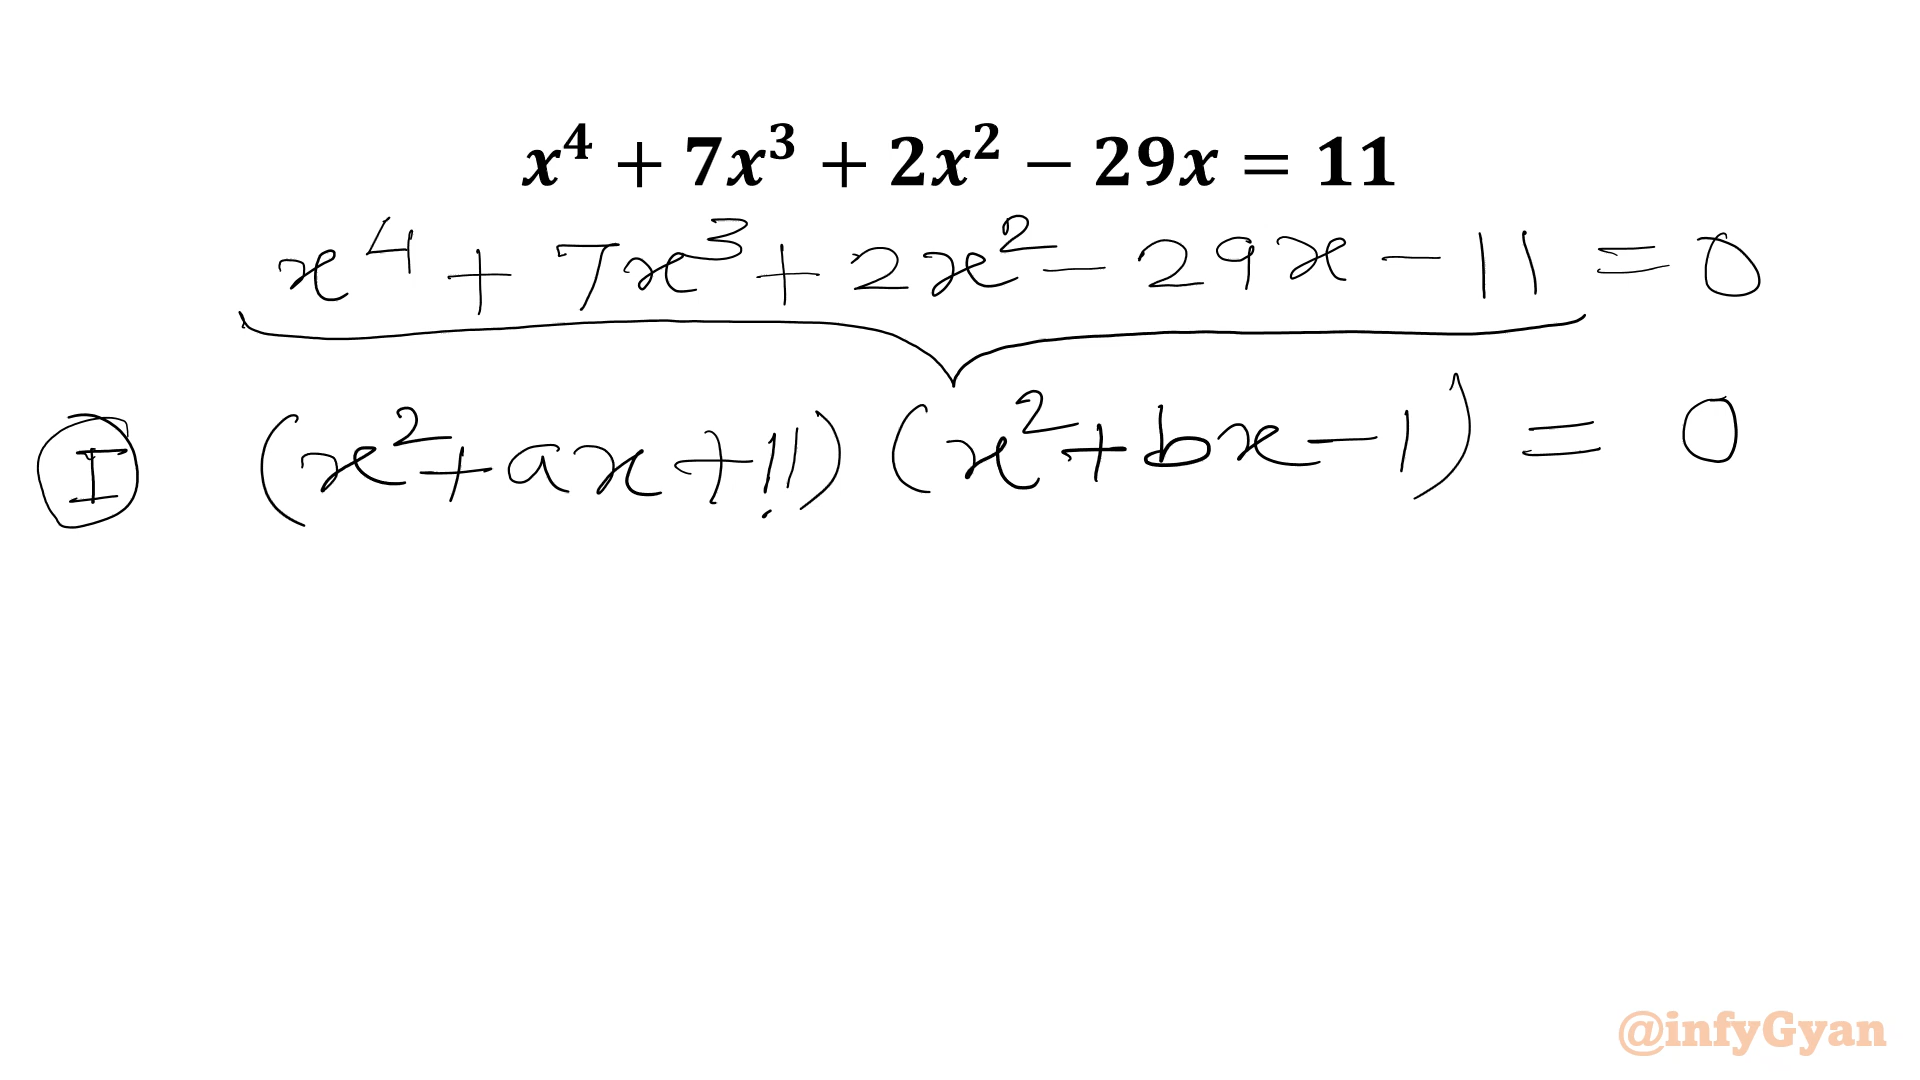 x⁴ + 7x³ + 2x² − 29x = 11
x⁴ + 7x³ + 2x² − 29x − 11 = 0
I (x² + ax + 11) (x² + bx − 1) = 0
@infyGyan